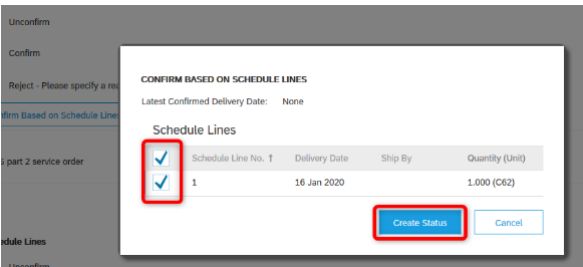 Unconfirm
Confirm
Reject - Please specify a rea
nfirm Based on Schedule Line
part 2 service order
edule Lines
Unconfirm
CONFIRM BASED ON SCHEDULE LINES
Latest Confirmed Delivery Date: None
Schedule Lines
Schedule Line No. ↑ Delivery Date Ship By Quantity (Unit)
1 16 Jan 2020 1.000 (C62)
Create Status Cancel